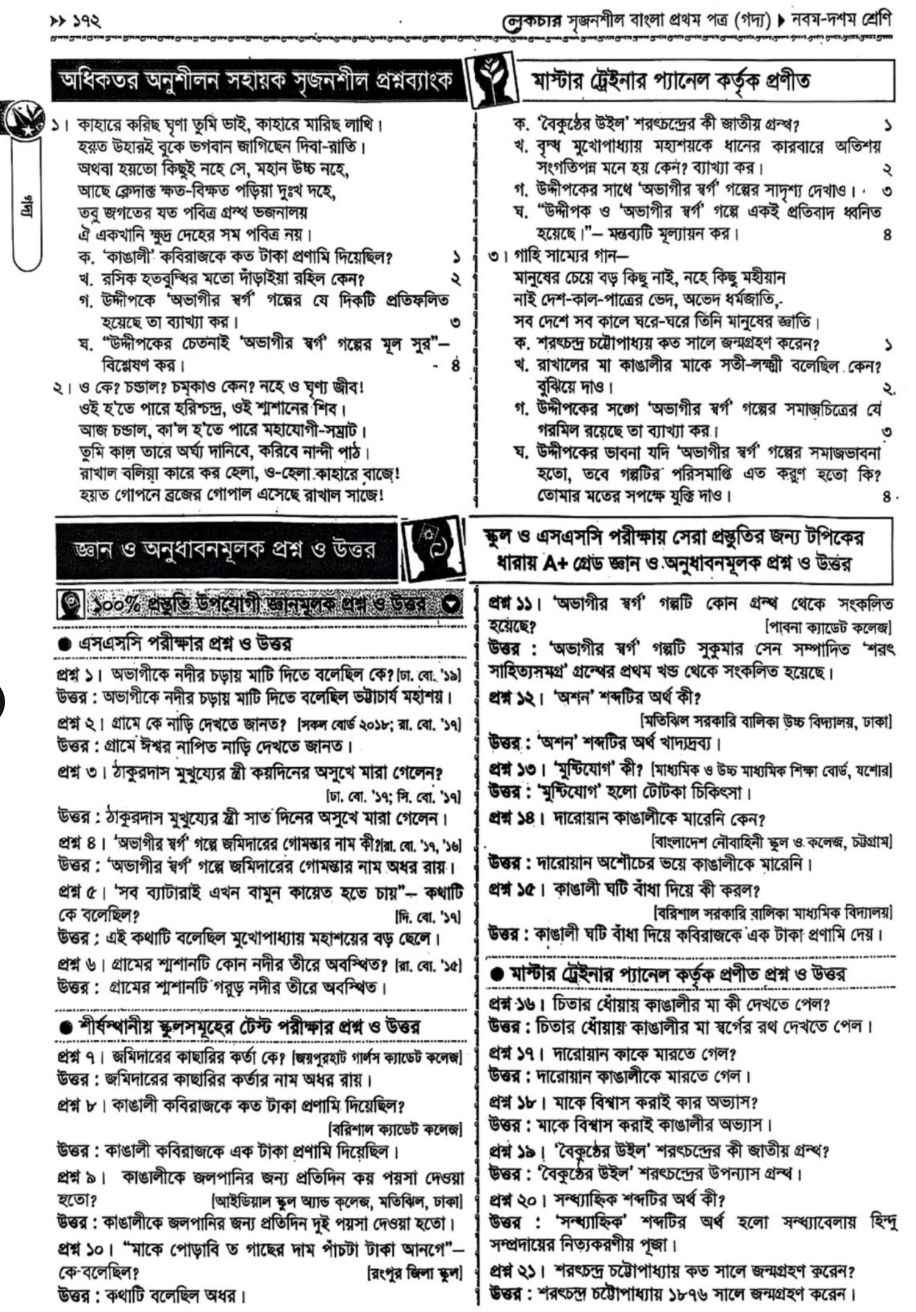 >> ১৭২
লেকচার সৃজনশীল বাংলা প্রথম পত্র (গদ্য) ▶ নবম-দশম শ্রেণি
অধিকতর অনুশীলন সহায়ক সৃজনশীল প্রশ্নব্যাংক
মাস্টার ট্রেইনার প্যানেল কর্তৃক প্রণীত
গদ্য
১। কাহারে করিছ ঘৃণা তুমি ভাই, কাহারে মারিছ লাথি।
হয়ত উহারই বুকে ভগবান জাগিছেন দিবা-রাতি।
অথবা হয়তো কিছুই নহে সে, মহান উচ্চ নহে,
আছে ক্লেদাক্ত ক্ষত-বিক্ষত পড়িয়া দুঃখ দহে,
তবু জগতের যত পবিত্র গ্রন্থ ভজনালয়
ঐ একখানি ক্ষুদ্র দেহের সম পবিত্র নয়।
ক. 'কাঙালী' কবিরাজকে কত টাকা প্রণামি দিয়েছিল? ১
খ. রসিক হতবুদ্ধির মতো দাঁড়াইয়া রহিল কেন? ২
গ. উদ্দীপকে 'অভাগীর স্বর্গ' গল্পের যে দিকটি প্রতিফলিত
হয়েছে তা ব্যাখ্যা কর। ৩
ঘ. "উদ্দীপকের চেতনাই 'অভাগীর স্বর্গ' গল্পের মূল সুর"–
বিশ্লেষণ কর। ৪
২। ও কে? চন্ডাল? চম্‌কাও কেন? নহে ও ঘৃণ্য জীব!
ওই হ'তে পারে হরিশ্চন্দ্র, ওই শ্মশানের শিব।
আজ চন্ডাল, কা'ল হ'তে পারে মহাযোগী-সম্রাট।
তুমি কাল তারে অর্ঘ্য দানিবে, করিবে নান্দী পাঠ।
রাখাল বলিয়া কারে কর হেলা, ও-হেলা কাহারে বাজে!
হয়ত গোপনে ব্রজের গোপাল এসেছে রাখাল সাজে!
ক. 'বৈকুণ্ঠের উইল' শরৎচন্দ্রের কী জাতীয় গ্রন্থ? ১
খ. বৃদ্ধ মুখোপাধ্যায় মহাশয়কে ধানের কারবারে অতিশয়
সংগতিপন্ন মনে হয় কেন? ব্যাখ্যা কর। ২
গ. উদ্দীপকের সাথে 'অভাগীর স্বর্গ' গল্পের সাদৃশ্য দেখাও। ৩
ঘ. "উদ্দীপক ও 'অভাগীর স্বর্গ' গল্পে একই প্রতিবাদ ধ্বনিত
হয়েছে।"– মন্তব্যটি মূল্যায়ন কর। ৪
৩। গাহি সাম্যের গান–
মানুষের চেয়ে বড় কিছু নাই, নহে কিছু মহীয়ান
নাই দেশ-কাল-পাত্রের ভেদ, অভেদ ধর্মজাতি,-
সব দেশে সব কালে ঘরে-ঘরে তিনি মানুষের জ্ঞাতি।
ক. শরৎচন্দ্র চট্টোপাধ্যায় কত সালে জন্মগ্রহণ করেন? ১
খ. রাখালের মা কাঙালীর মাকে সতী-লক্ষ্মী বলেছিল কেন?
বুঝিয়ে দাও। ২
গ. উদ্দীপকের সঙ্গে 'অভাগীর স্বর্গ' গল্পের সমাজচিত্রের যে
গরমিল রয়েছে তা ব্যাখ্যা কর। ৩
ঘ. উদ্দীপকের ভাবনা যদি 'অভাগীর স্বর্গ' গল্পের সমাজভাবনা
হতো, তবে গল্পটির পরিসমাপ্তি এত করুণ হতো কি?
তোমার মতের সপক্ষে যুক্তি দাও। ৪
জ্ঞান ও অনুধাবনমূলক প্রশ্ন ও উত্তর
স্কুল ও এসএসসি পরীক্ষায় সেরা প্রস্তুতির জন্য টপিকের
ধারায় A+ গ্রেড জ্ঞান ও অনুধাবনমূলক প্রশ্ন ও উত্তর
১০০% প্রস্তুতি উপযোগী জ্ঞানমূলক প্রশ্ন ও উত্তর
● এসএসসি পরীক্ষার প্রশ্ন ও উত্তর
প্রশ্ন ১। অভাগীকে নদীর চড়ায় মাটি দিতে বলেছিল কে? [ঢা. বো. '১৯]
উত্তর : অভাগীকে নদীর চড়ায় মাটি দিতে বলেছিল ভট্টাচার্য মহাশয়।
প্রশ্ন ২। গ্রামে কে নাড়ি দেখতে জানত? [সকল বোর্ড ২০১৮; রা. বো. '১৭]
উত্তর : গ্রামে ঈশ্বর নাপিত নাড়ি দেখতে জানত।
প্রশ্ন ৩। ঠাকুরদাস মুখুয্যের স্ত্রী কয়দিনের অসুখে মারা গেলেন?
[ঢা. বো. '১৭; সি. বো. '১৭]
উত্তর : ঠাকুরদাস মুখুয্যের স্ত্রী সাত দিনের অসুখে মারা গেলেন।
প্রশ্ন ৪। 'অভাগীর স্বর্গ' গল্পে জমিদারের গোমস্তার নাম কী? [রা. বো. '১৭, '১৬]
উত্তর : 'অভাগীর স্বর্গ' গল্পে জমিদারের গোমস্তার নাম অধর রায়।
প্রশ্ন ৫। 'সব ব্যাটারাই এখন বামুন কায়েত হতে চায়"– কথাটি
কে বলেছিল? [দি. বো. '১৭]
উত্তর : এই কথাটি বলেছিল মুখোপাধ্যায় মহাশয়ের বড় ছেলে।
প্রশ্ন ৬। গ্রামের শ্মশানটি কোন নদীর তীরে অবস্থিত? [রা. বো. '১৫]
উত্তর : গ্রামের শ্মশানটি গরুড় নদীর তীরে অবস্থিত।
● শীর্ষস্থানীয় স্কুলসমূহের টেস্ট পরীক্ষার প্রশ্ন ও উত্তর
প্রশ্ন ৭। জমিদারের কাছারির কর্তা কে? [জয়পুরহাট গার্লস ক্যাডেট কলেজ]
উত্তর : জমিদারের কাছারির কর্তার নাম অধর রায়।
প্রশ্ন ৮। কাঙালী কবিরাজকে কত টাকা প্রণামি দিয়েছিল?
[বরিশাল ক্যাডেট কলেজ]
উত্তর : কাঙালী কবিরাজকে এক টাকা প্রণামি দিয়েছিল।
প্রশ্ন ৯। কাঙালীকে জলপানির জন্য প্রতিদিন কয় পয়সা দেওয়া
হতো? [আইডিয়াল স্কুল অ্যান্ড কলেজ, মতিঝিল, ঢাকা]
উত্তর : কাঙালীকে জলপানির জন্য প্রতিদিন দুই পয়সা দেওয়া হতো।
প্রশ্ন ১০। "মাকে পোড়াবি ত গাছের দাম পাঁচটা টাকা আনগে"–
কে বলেছিল? [রংপুর জিলা স্কুল]
উত্তর : কথাটি বলেছিল অধর।
প্রশ্ন ১১। 'অভাগীর স্বর্গ' গল্পটি কোন গ্রন্থ থেকে সংকলিত
হয়েছে? [পাবনা ক্যাডেট কলেজ]
উত্তর : 'অভাগীর স্বর্গ' গল্পটি সুকুমার সেন সম্পাদিত 'শরৎ
সাহিত্যসমগ্র' গ্রন্থের প্রথম খন্ড থেকে সংকলিত হয়েছে।
প্রশ্ন ১২। 'অশন' শব্দটির অর্থ কী?
[মতিঝিল সরকারি বালিকা উচ্চ বিদ্যালয়, ঢাকা]
উত্তর : 'অশন' শব্দটির অর্থ খাদ্যদ্রব্য।
প্রশ্ন ১৩। 'মুষ্টিযোগ' কী? [মাধ্যমিক ও উচ্চ মাধ্যমিক শিক্ষা বোর্ড, যশোর]
উত্তর : 'মুষ্টিযোগ' হলো টোটকা চিকিৎসা।
প্রশ্ন ১৪। দারোয়ান কাঙালীকে মারেনি কেন?
[বাংলাদেশ নৌবাহিনী স্কুল ও কলেজ, চট্টগ্রাম]
উত্তর : দারোয়ান অশৌচের ভয়ে কাঙালীকে মারেনি।
প্রশ্ন ১৫। কাঙালী ঘটি বাঁধা দিয়ে কী করল?
[বরিশাল সরকারি বালিকা মাধ্যমিক বিদ্যালয়]
উত্তর : কাঙালী ঘটি বাঁধা দিয়ে কবিরাজকে এক টাকা প্রণামি দেয়।
● মাস্টার ট্রেইনার প্যানেল কর্তৃক প্রণীত প্রশ্ন ও উত্তর
প্রশ্ন ১৬। চিতার ধোঁয়ায় কাঙালীর মা কী দেখতে পেল?
উত্তর : চিতার ধোঁয়ায় কাঙালীর মা স্বর্গের রথ দেখতে পেল।
প্রশ্ন ১৭। দারোয়ান কাকে মারতে গেল?
উত্তর : দারোয়ান কাঙালীকে মারতে গেল।
প্রশ্ন ১৮। মাকে বিশ্বাস করাই কার অভ্যাস?
উত্তর : মাকে বিশ্বাস করাই কাঙালীর অভ্যাস।
প্রশ্ন ১৯। 'বৈকুণ্ঠের উইল' শরৎচন্দ্রের কী জাতীয় গ্রন্থ?
উত্তর : 'বৈকুণ্ঠের উইল' শরৎচন্দ্রের উপন্যাস গ্রন্থ।
প্রশ্ন ২০। সন্ধ্যাহ্নিক শব্দটির অর্থ কী?
উত্তর : 'সন্ধ্যাহ্নিক' শব্দটির অর্থ হলো সন্ধ্যাবেলায় হিন্দু
সম্প্রদায়ের নিত্যকরণীয় পূজা।
প্রশ্ন ২১। শরৎচন্দ্র চট্টোপাধ্যায় কত সালে জন্মগ্রহণ করেন?
উত্তর : শরৎচন্দ্র চট্টোপাধ্যায় ১৮৭৬ সালে জন্মগ্রহণ করেন।